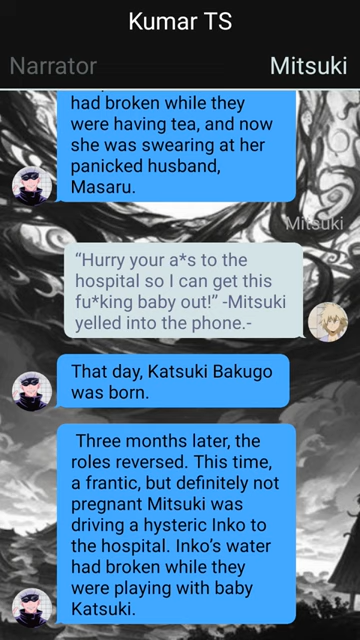 Kumar TS
Narrator
Mitsuki
had broken while they
were having tea, and now
she was swearing at her
panicked husband,
Masaru.
Mitsuki
“Hurry your a*s to the
hospital so I can get this
fu*king baby out!” -Mitsuki
yelled into the phone.-
That day, Katsuki Bakugo
was born.
Three months later, the
roles reversed. This time,
a frantic, but definitely not
pregnant Mitsuki was
driving a hysteric Inko to
the hospital. Inko’s water
had broken while they
were playing with baby
Katsuki.